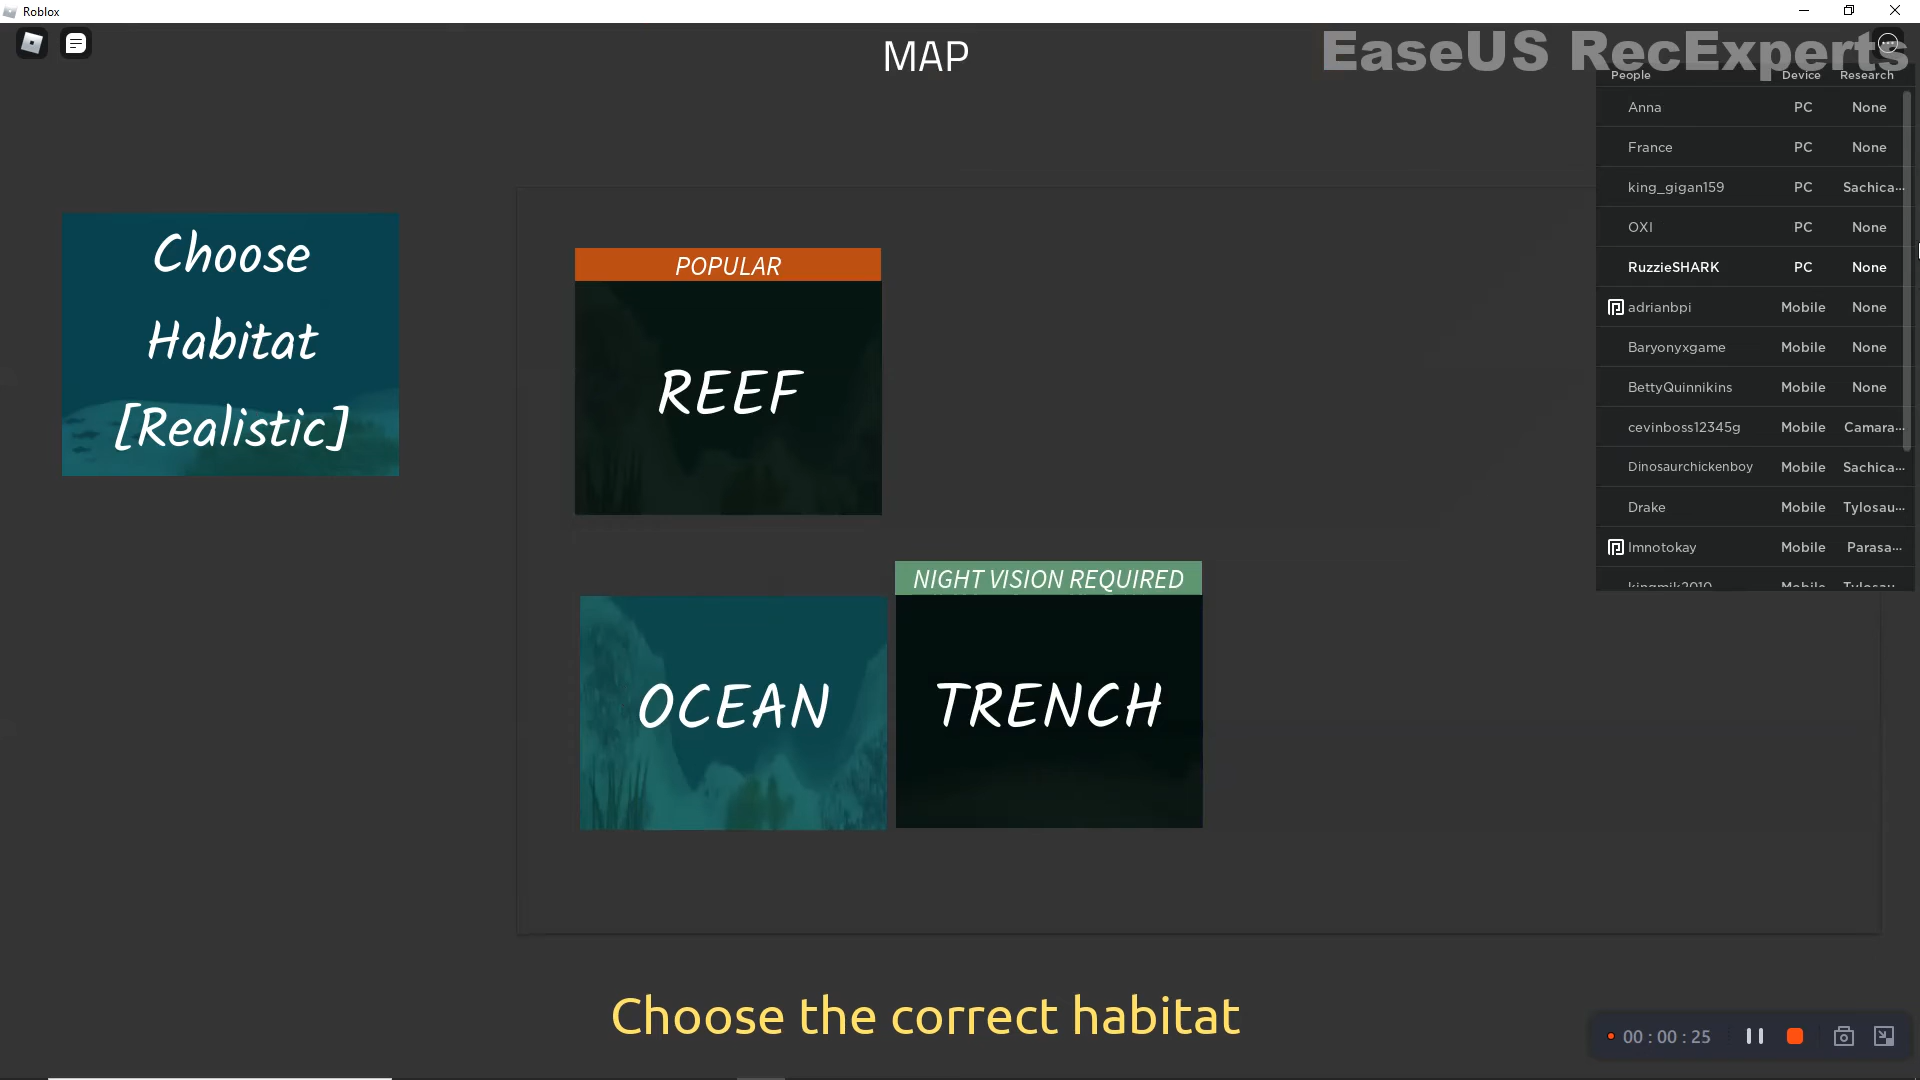 Roblox
MAP
EaseUS RecExperts
People Device Research
Anna PC None
France PC None
king_gigan159 PC Sachica...
OXI PC None
RuzzieSHARK PC None
adrianbpi Mobile None
Baryonyxgame Mobile None
BettyQuinnikins Mobile None
cevinboss12345g Mobile Camara...
Dinosaurchickenboy Mobile Sachica...
Drake Mobile Tylosau...
Imnotokay Mobile Parasa...
kingmik2010 Mobile Tylosau...
Choose
Habitat
[Realistic]
POPULAR
REEF
OCEAN
NIGHT VISION REQUIRED
TRENCH
Choose the correct habitat
00 : 00 : 25